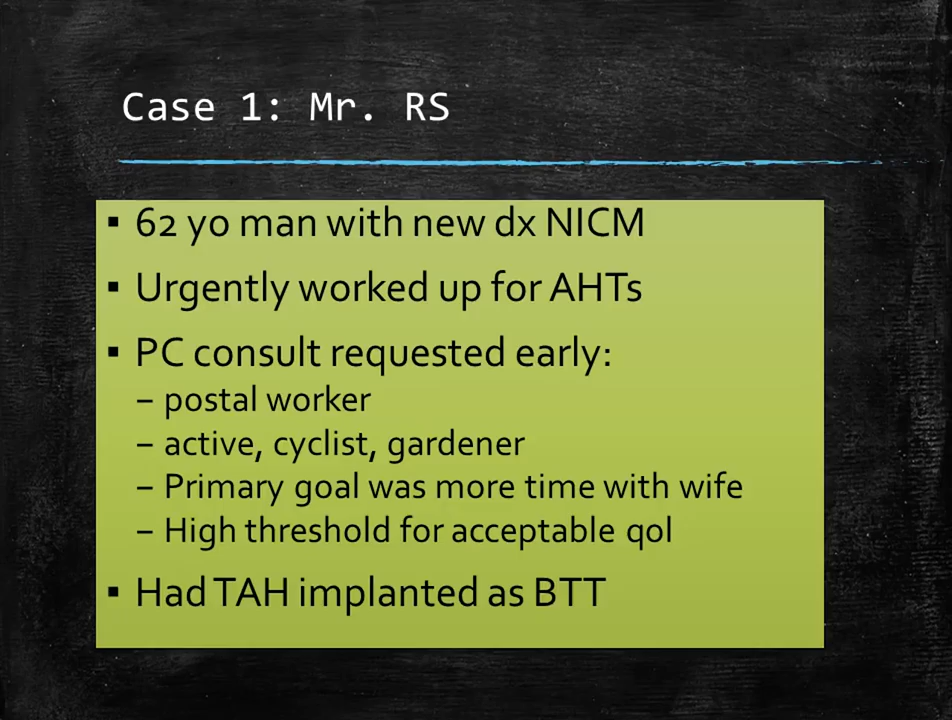 Case 1: Mr. RS
▪ 62 yo man with new dx NICM
▪ Urgently worked up for AHTs
▪ PC consult requested early:
– postal worker
– active, cyclist, gardener
– Primary goal was more time with wife
– High threshold for acceptable qol
▪ Had TAH implanted as BTT